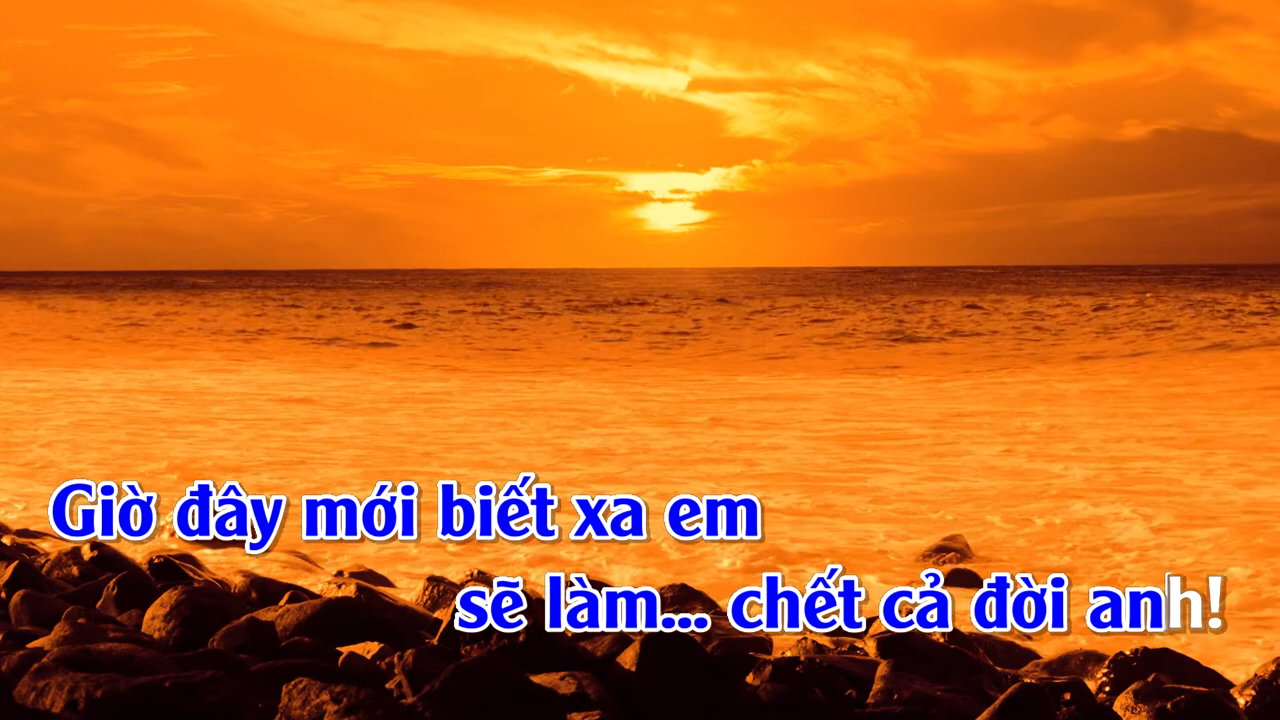 Giờ đây mới biết xa em
sẽ làm... chết cả đời anh!